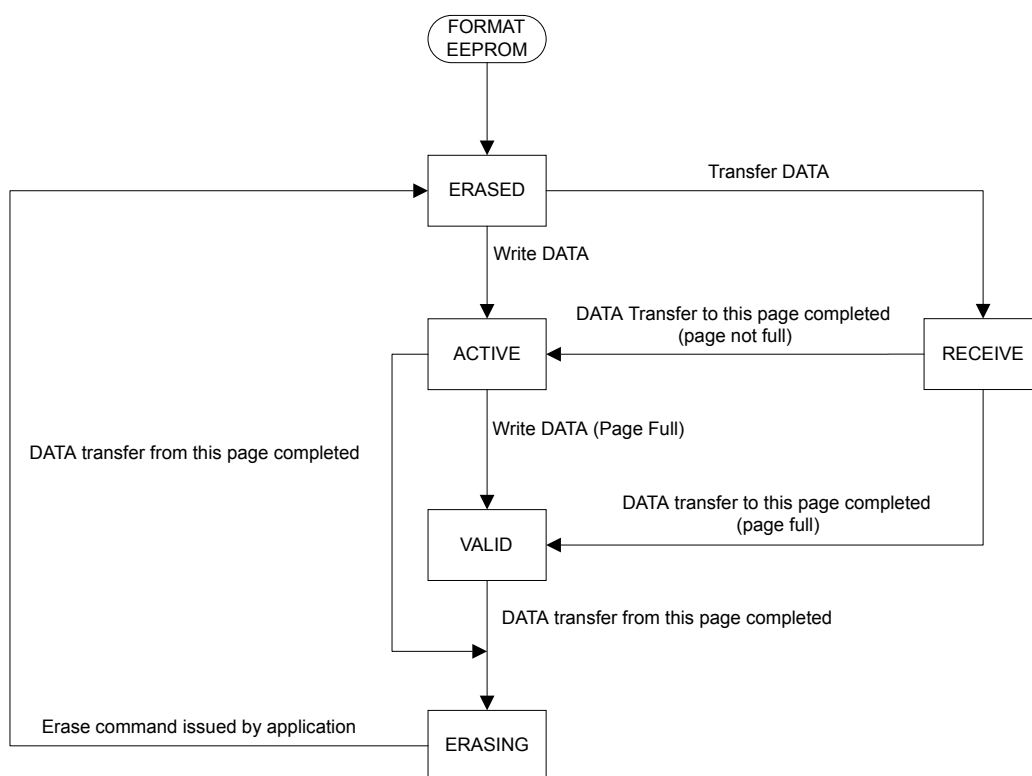 FORMAT
EEPROM
ERASED
Transfer DATA
Write DATA
DATA Transfer to this page completed
(page not full)
ACTIVE
RECEIVE
Write DATA (Page Full)
DATA transfer from this page completed
DATA transfer to this page completed
(page full)
VALID
DATA transfer from this page completed
Erase command issued by application
ERASING